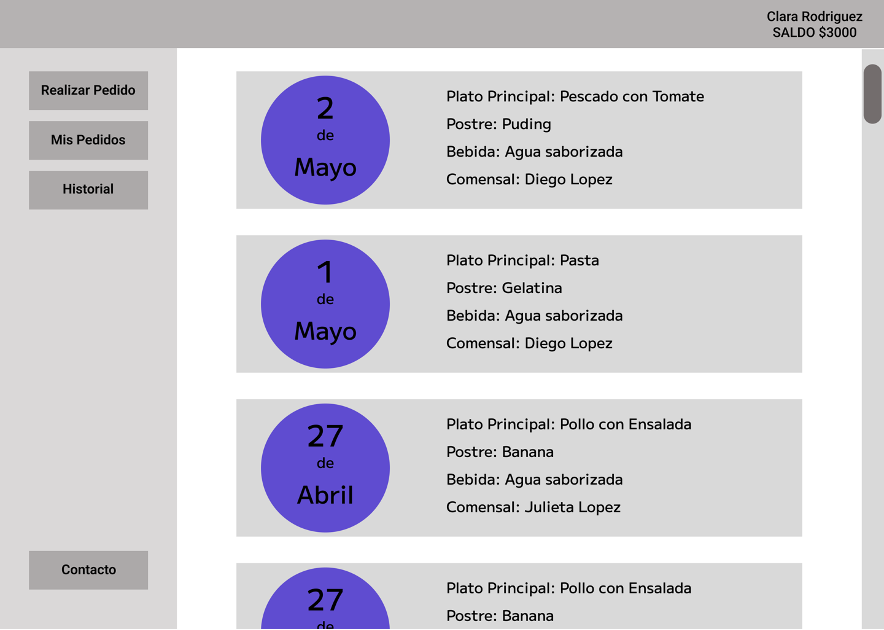 Clara Rodriguez
SALDO $3000
Realizar Pedido
Mis Pedidos
Historial
Contacto
2
de
Mayo
Plato Principal: Pescado con Tomate
Postre: Puding
Bebida: Agua saborizada
Comensal: Diego Lopez
1
de
Mayo
Plato Principal: Pasta
Postre: Gelatina
Bebida: Agua saborizada
Comensal: Diego Lopez
27
de
Abril
Plato Principal: Pollo con Ensalada
Postre: Banana
Bebida: Agua saborizada
Comensal: Julieta Lopez
27
de
Plato Principal: Pollo con Ensalada
Postre: Banana